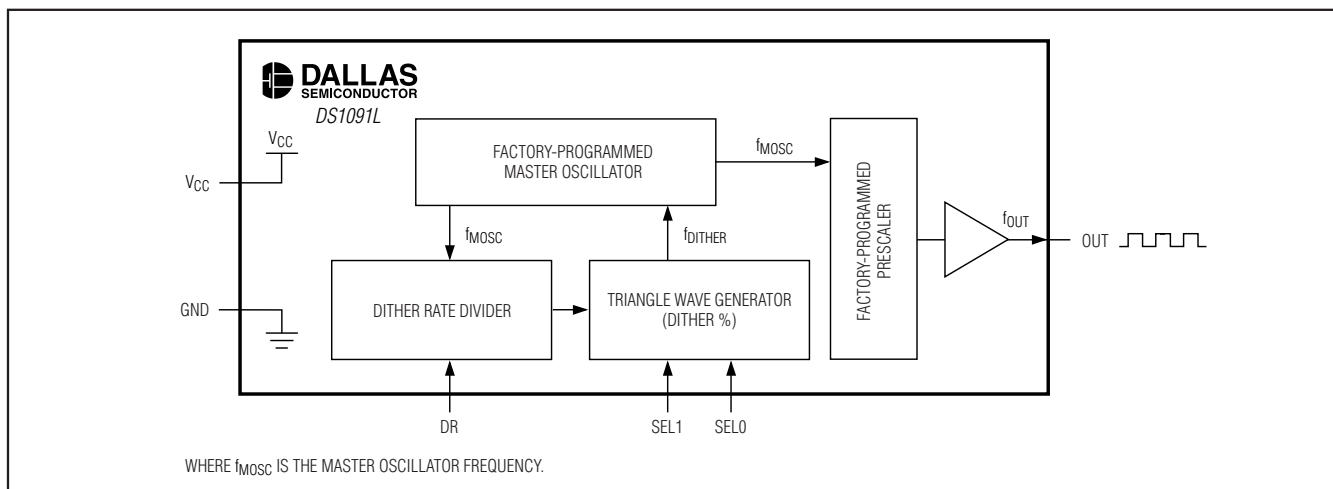 DALLAS
SEMICONDUCTOR
DS1091L
VCC
VCC
FACTORY-PROGRAMMED
MASTER OSCILLATOR
fMOSC
FACTORY-PROGRAMMED
PRESCALER
fMOSC
fDITHER
fOUT
OUT
GND
DITHER RATE DIVIDER
TRIANGLE WAVE GENERATOR
(DITHER %)
DR
SEL1
SEL0
WHERE fMOSC IS THE MASTER OSCILLATOR FREQUENCY.